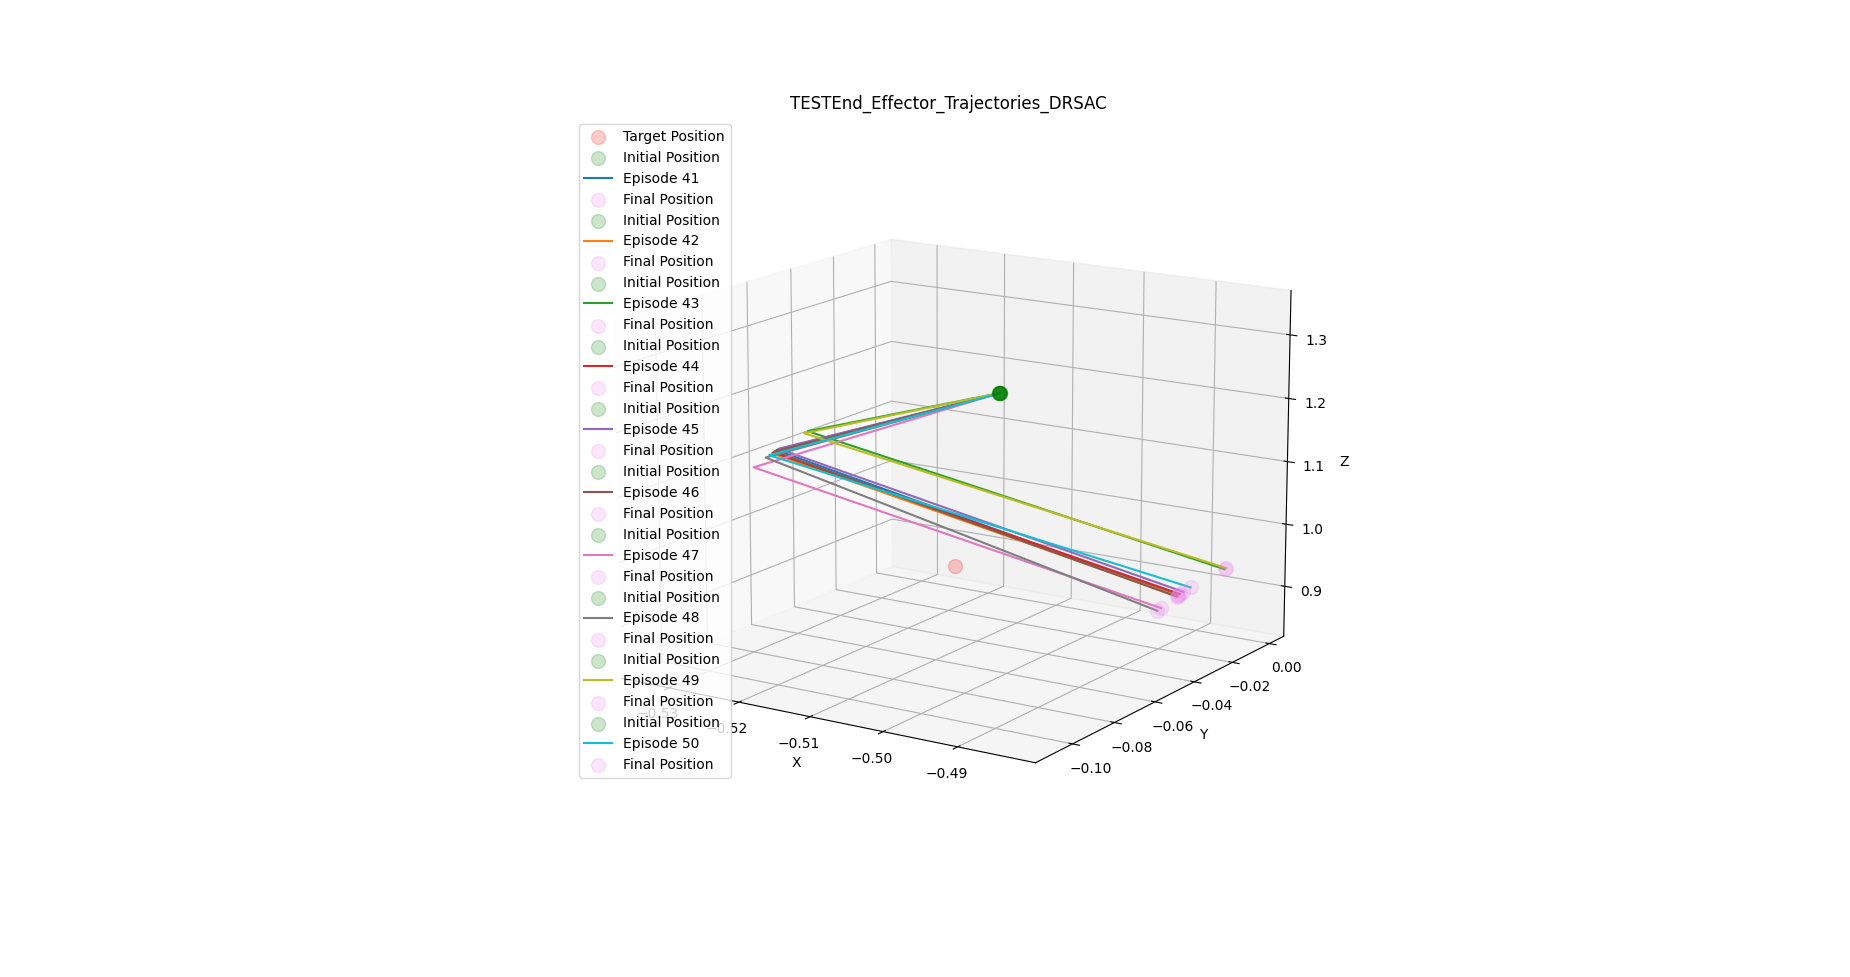 TESTEnd_Effector_Trajectories_DRSAC
Target Position
Initial Position
Episode 41
Final Position
Initial Position
Episode 42
Final Position
Initial Position
Episode 43
Final Position
Initial Position
Episode 44
Final Position
Initial Position
Episode 45
Final Position
Initial Position
Episode 46
Final Position
Initial Position
Episode 47
Final Position
Initial Position
Episode 48
Final Position
Initial Position
Episode 49
Final Position
Initial Position
Episode 50
Final Position
1.3
1.2
1.1
Z
1.0
0.9
0.00
−0.02
−0.04
−0.06
−0.08
−0.10
Y
−0.53
−0.52
−0.51
−0.50
−0.49
X